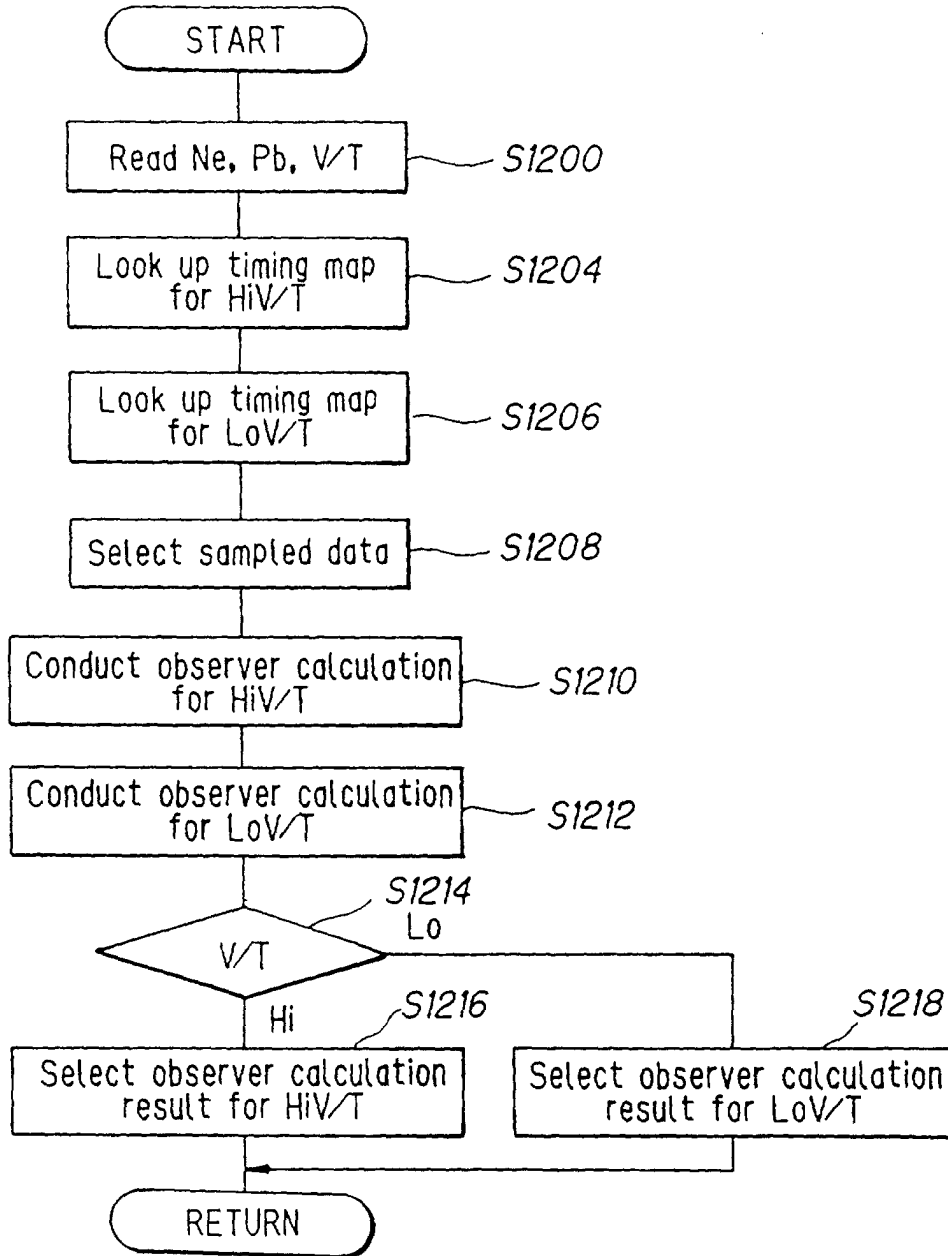 START
Read Ne, Pb, V/T
S1200
Look up timing map
for HiV/T
S1204
Look up timing map
for LoV/T
S1206
Select sampled data
S1208
Conduct observer calculation
for HiV/T
S1210
Conduct observer calculation
for LoV/T
S1212
S1214
V/T
Lo
Hi
S1216
Select observer calculation
result for HiV/T
S1218
Select observer calculation
result for LoV/T
RETURN